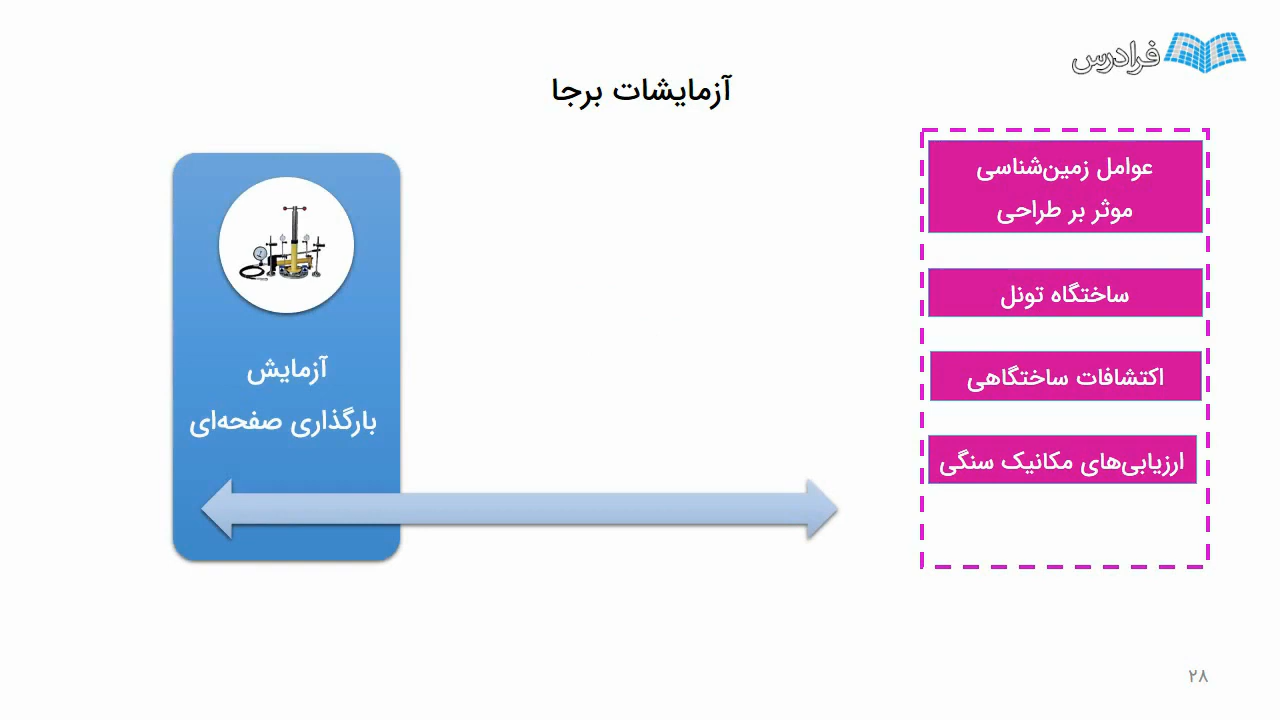 فرادرس
آزمایشات برجا
عوامل زمین‌شناسی
موثر بر طراحی
ساختگاه تونل
اکتشافات ساختگاهی
ارزیابی‌های مکانیک سنگی
آزمایش
بارگذاری صفحه‌ای
۲۸